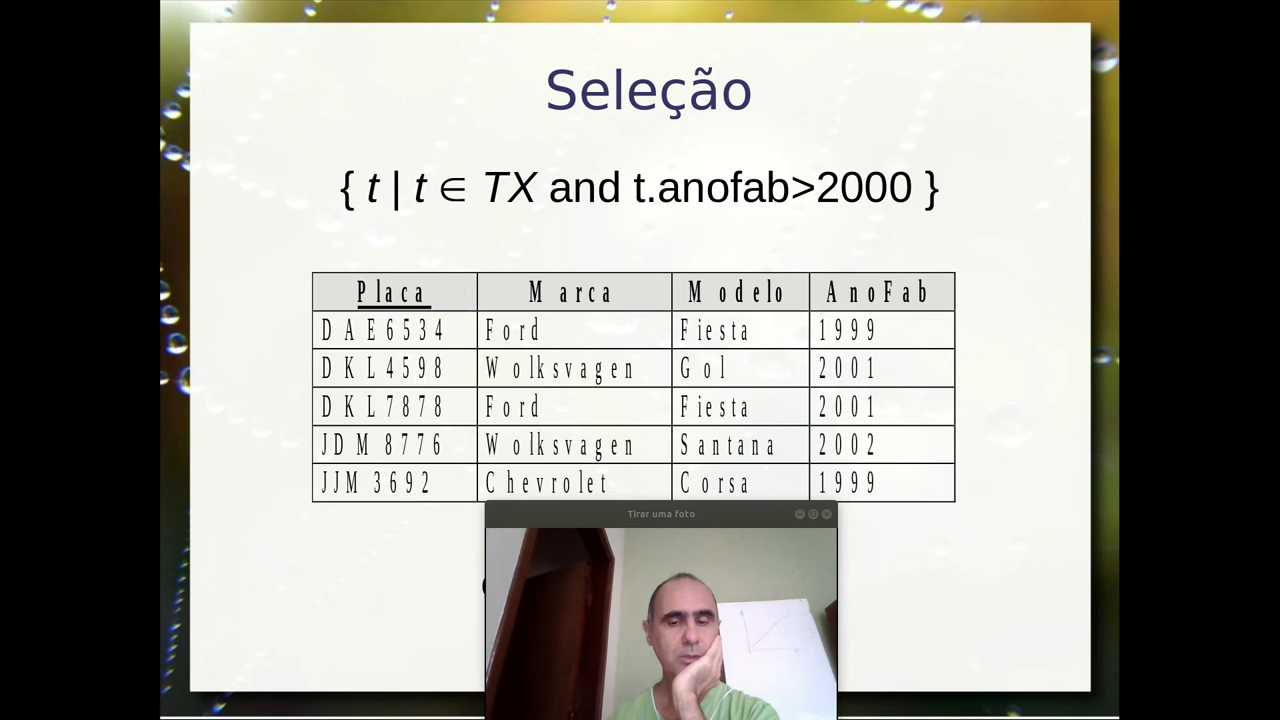 Seleção
{ t | t ∈ TX and t.anofab>2000 }
Placa Marca Modelo AnoFab
DAE6534 Ford Fiesta 1999
DKL4598 Wolksvagen Gol 2001
DKL7878 Ford Fiesta 2001
JDM8776 Wolksvagen Santana 2002
JJM3692 Chevrolet Corsa 1999
Tirar uma foto